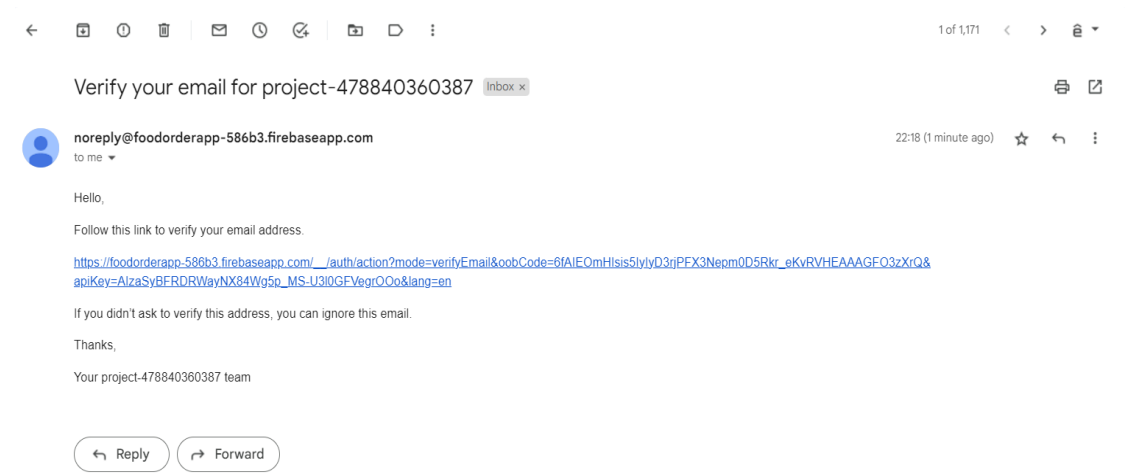 1 of 1,171
ê
Verify your email for project-478840360387 Inbox ×
noreply@foodorderapp-586b3.firebaseapp.com 22:18 (1 minute ago)
to me
Hello,
Follow this link to verify your email address.
https://foodorderapp-586b3.firebaseapp.com/__/auth/action?mode=verifyEmail&oobCode=6fAIEOmHlsis5IylyD3rjPFX3Nepm0D5Rkr_eKvRVHEAAAGFO3zXrQ&
apiKey=AIzaSyBFRDRWayNX84Wg5p_MS-U3l0GFVegrOOo&lang=en
If you didn't ask to verify this address, you can ignore this email.
Thanks,
Your project-478840360387 team
Reply Forward